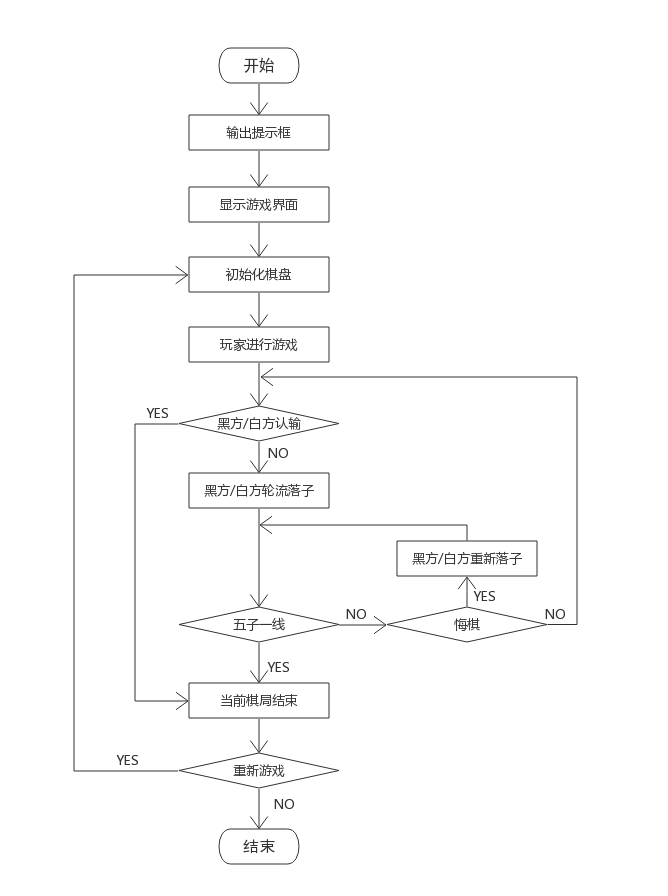 开始
输出提示框
显示游戏界面
初始化棋盘
玩家进行游戏
YES
黑方/白方认输
NO
黑方/白方轮流落子
黑方/白方重新落子
YES
五子一线
NO
悔棋
NO
YES
当前棋局结束
YES
重新游戏
NO
结束